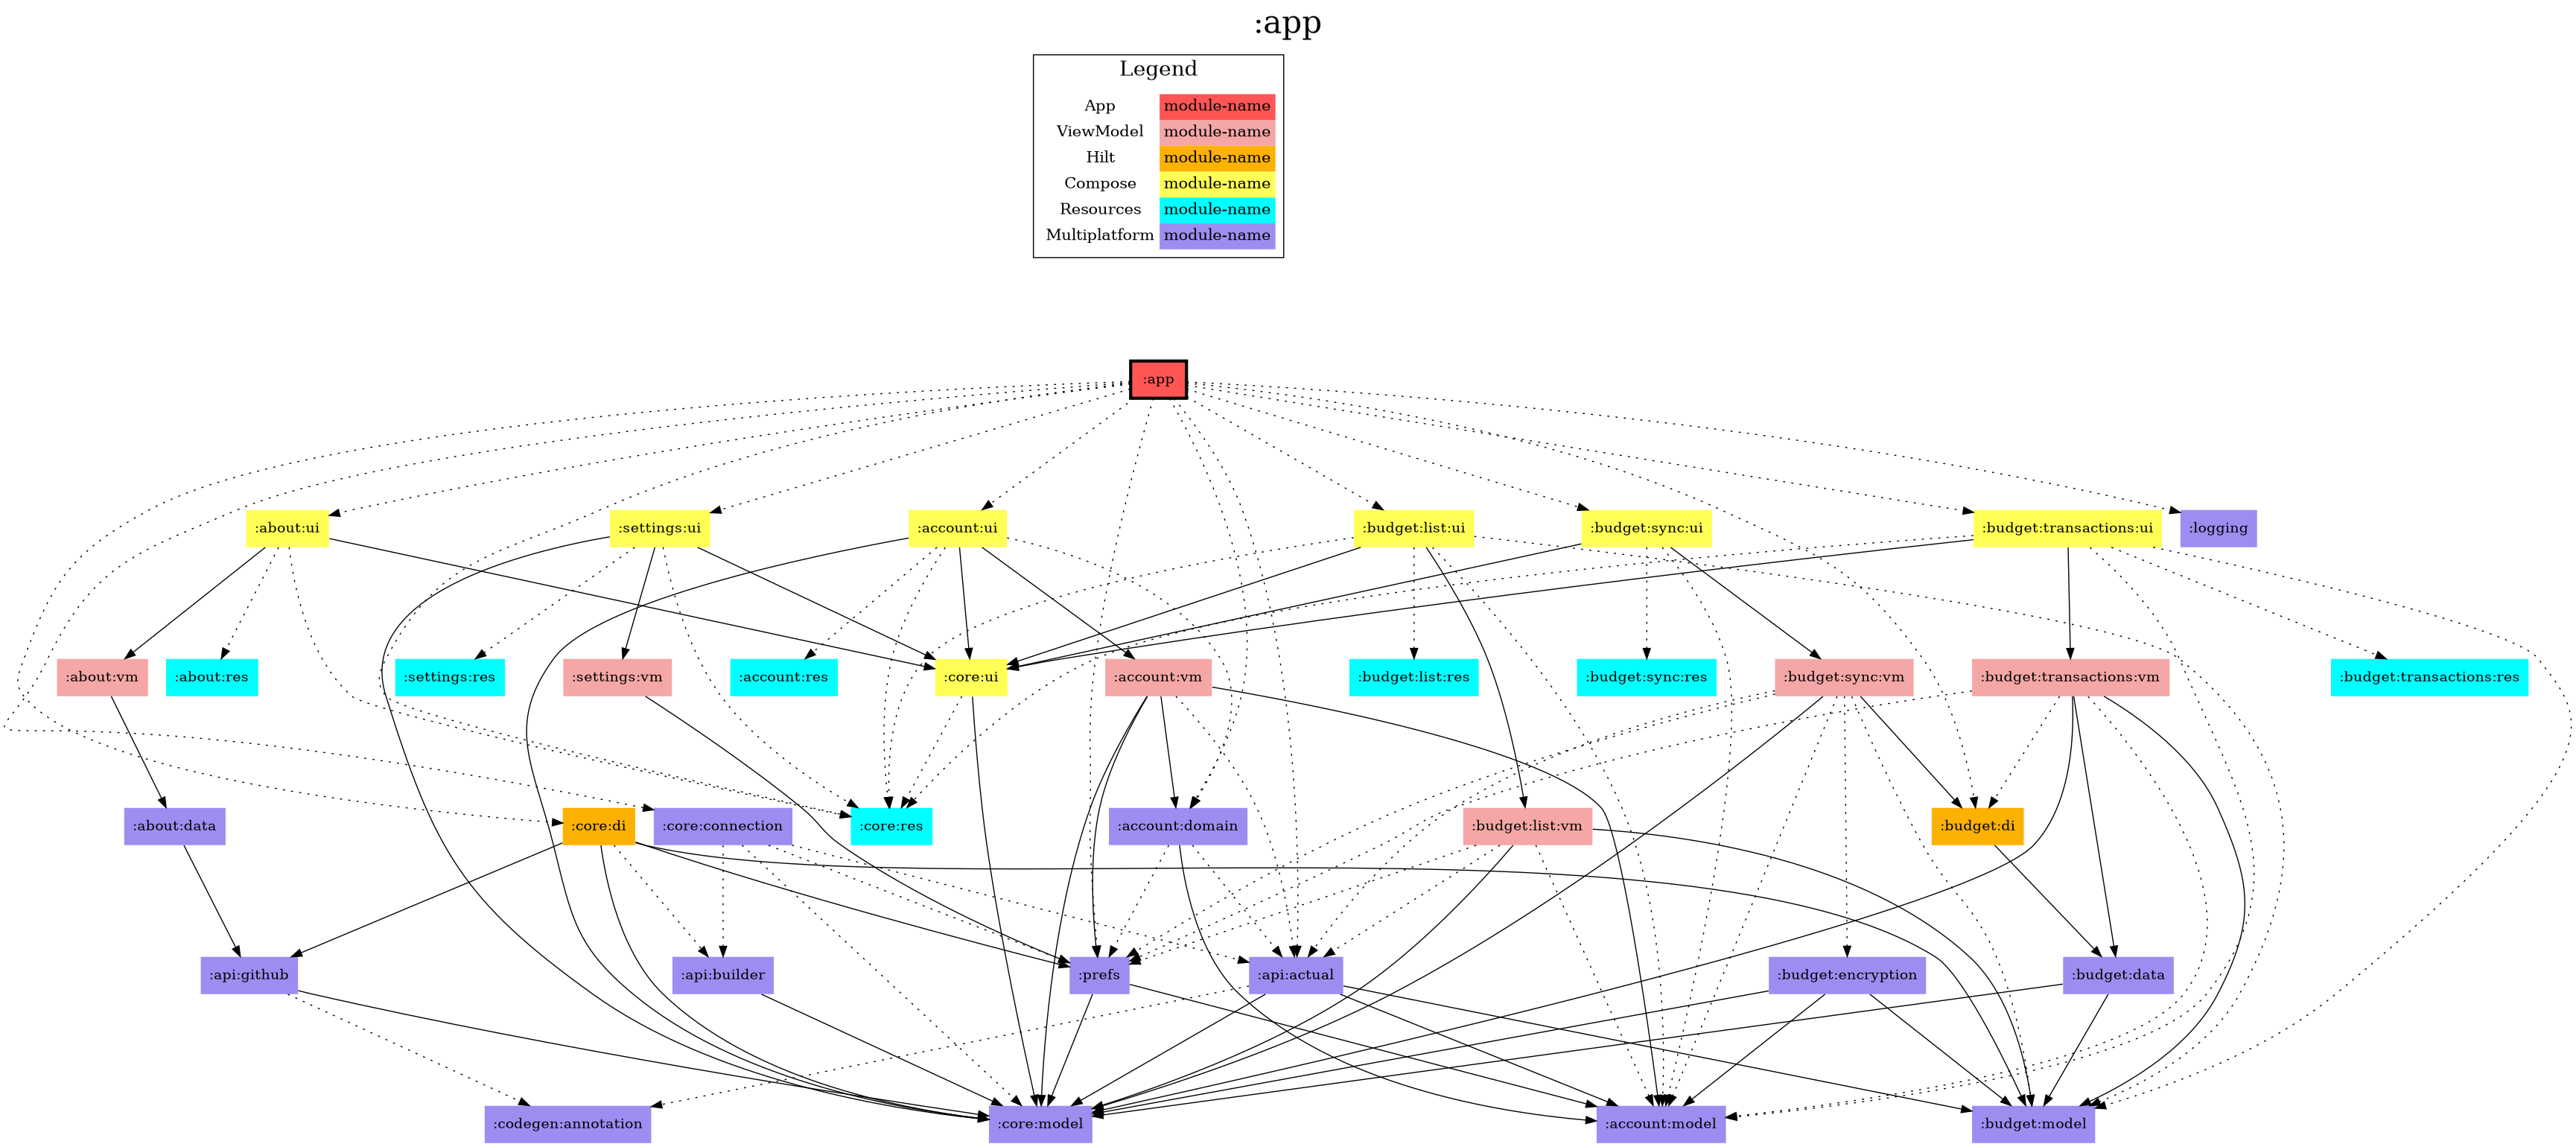 :app
Legend
App module-name
ViewModel module-name
Hilt module-name
Compose module-name
Resources module-name
Multiplatform module-name
:app
:about:ui :settings:ui :account:ui :budget:list:ui :budget:sync:ui :budget:transactions:ui :logging
:about:vm :about:res :settings:res :settings:vm :account:res :core:ui :account:vm :budget:list:res :budget:sync:res :budget:sync:vm :budget:transactions:vm :budget:transactions:res
:about:data :core:di :core:connection :core:res :account:domain :budget:list:vm :budget:di
:api:github :api:builder :prefs :api:actual :budget:encryption :budget:data
:codegen:annotation :core:model :account:model :budget:model